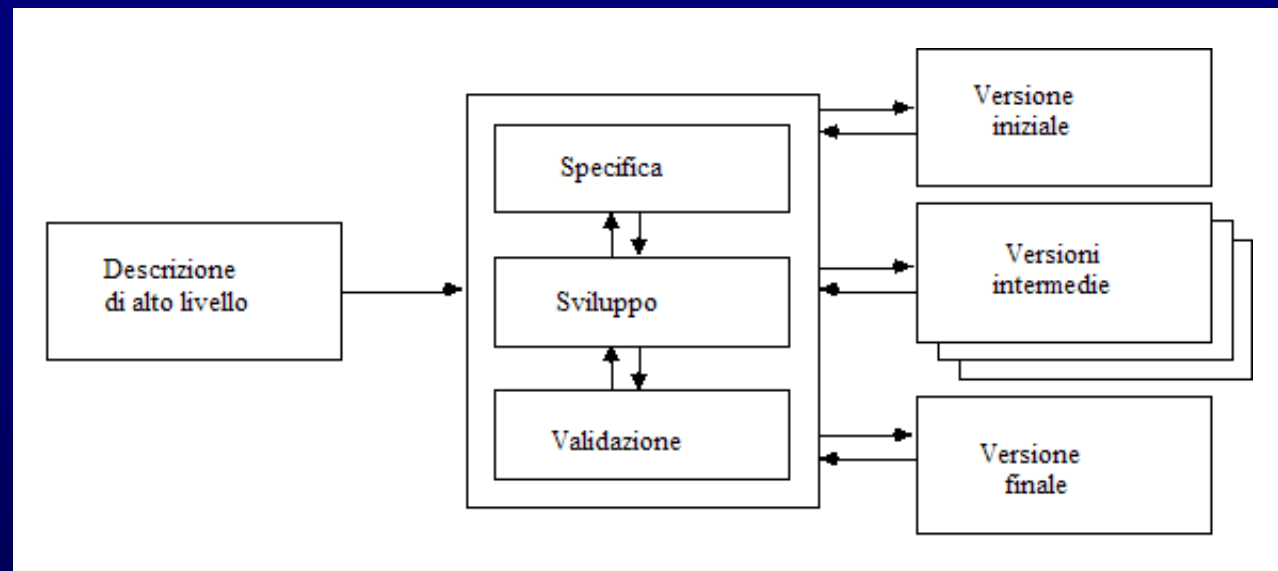 Descrizione
di alto livello
Specifica
Sviluppo
Validazione
Versione
iniziale
Versioni
intermedie
Versione
finale